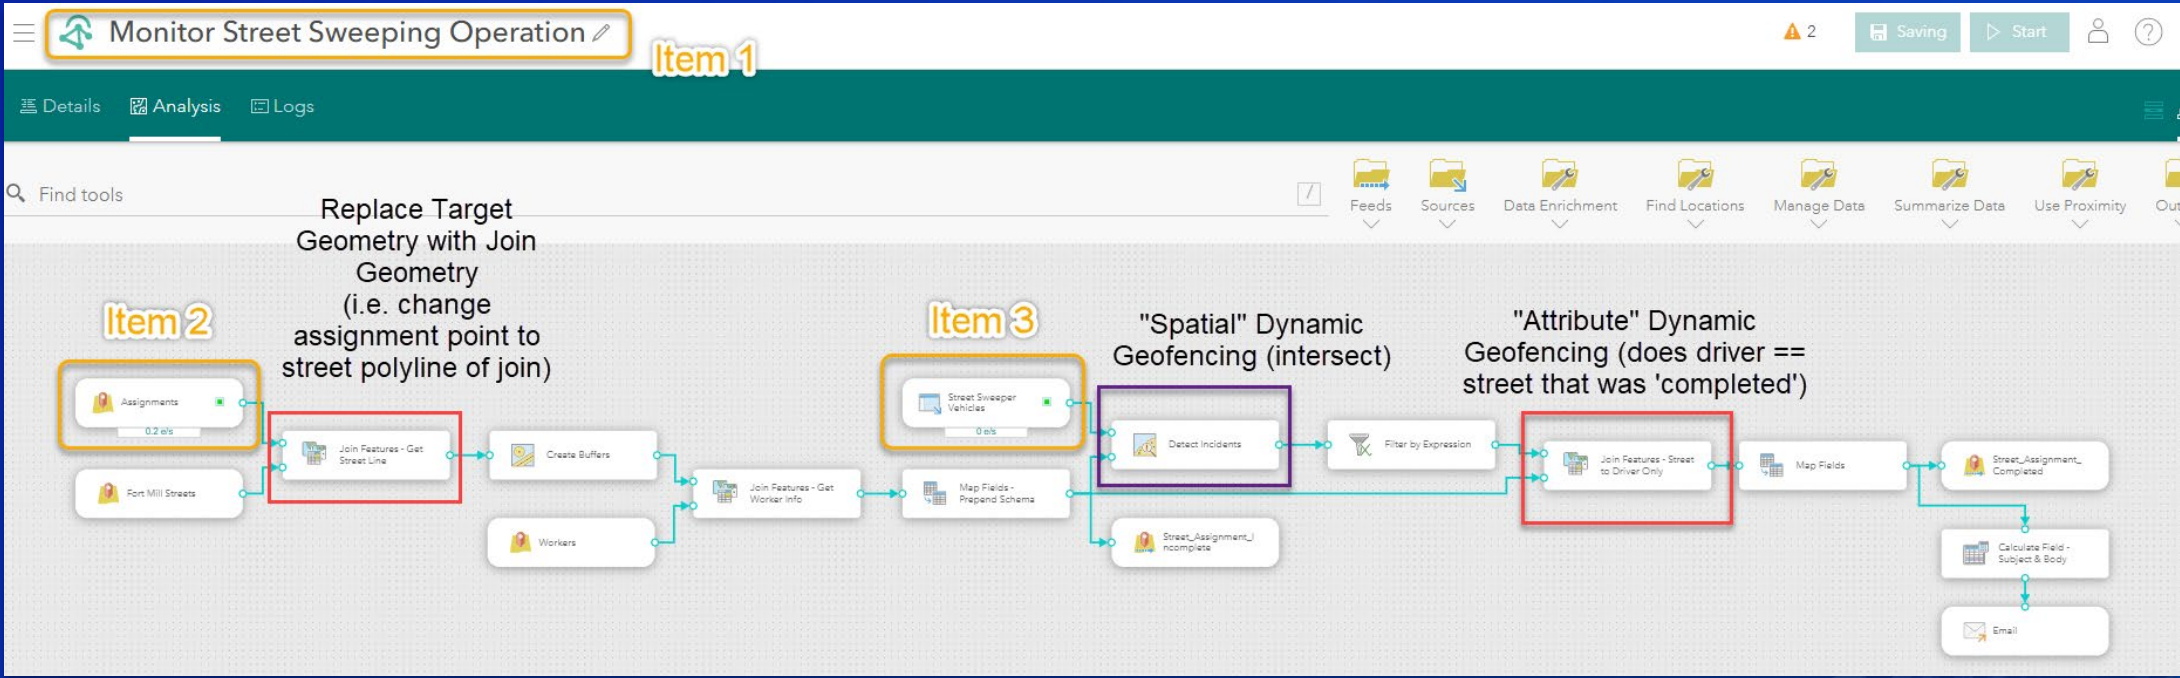 Monitor Street Sweeping Operation
Item 1
2
Saving
Start
?
Details
Analysis
Logs
Find tools
/
Feeds
Sources
Data Enrichment
Find Locations
Manage Data
Summarize Data
Use Proximity
Out
Replace Target
Geometry with Join
Geometry
(i.e. change
assignment point to
street polyline of join)
Item 2
Item 3
"Spatial" Dynamic
Geofencing (intersect)
"Attribute" Dynamic
Geofencing (does driver ==
street that was 'completed')
Assignments
0.2 e/s
Join Features - Get
Street Line
Fort Mill Streets
Create Buffers
Workers
Join Features - Get
Worker Info
Street Sweeper
Vehicles
0 e/s
Map Fields -
Prepend Schema
Detect Incidents
Street_Assignment_I
ncomplete
Filter by Expression
Join Features - Street
to Driver Only
Map Fields
Street_Assignment_
Completed
Calculate Field -
Subject & Body
Email